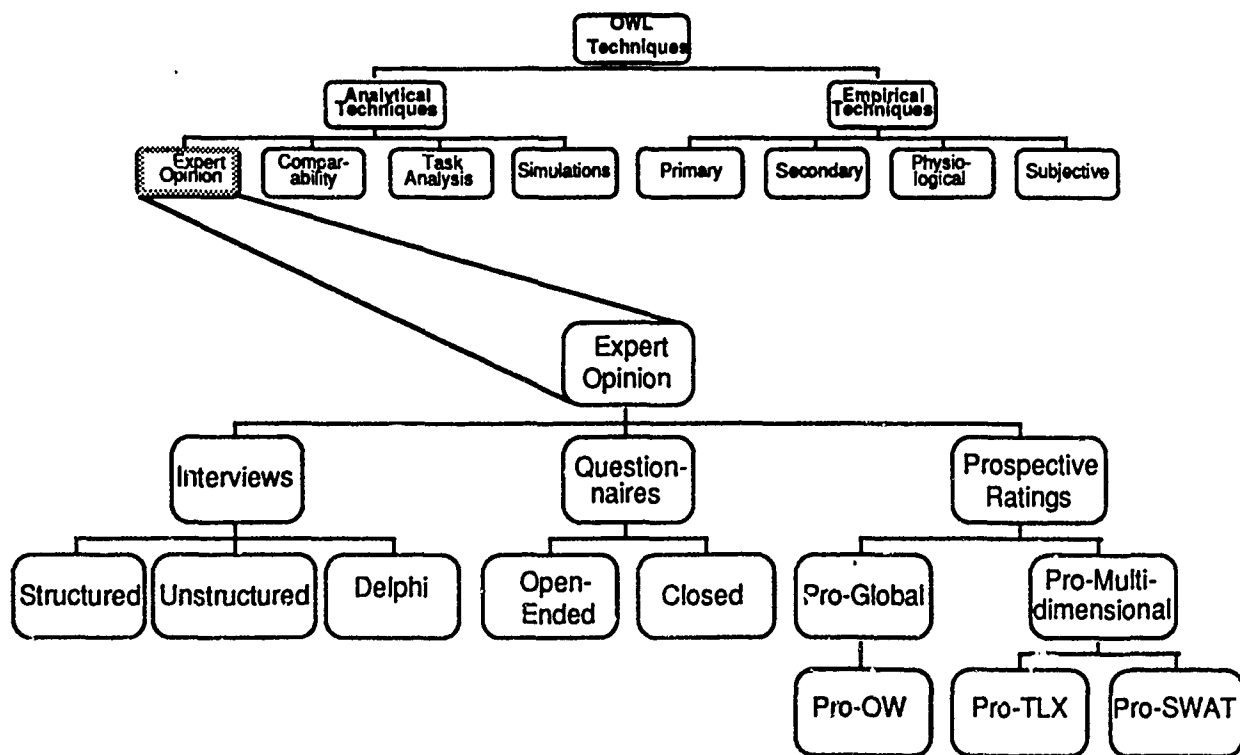 OWL
Techniques
Analytical
Techniques
Empirical
Techniques
Expert
Opinion
Compar-
ability
Task
Analysis
Simulations
Primary
Secondary
Physio-
logical
Subjective
Expert
Opinion
Interviews
Question-
naires
Prospective
Ratings
Structured
Unstructured
Delphi
Open-
Ended
Closed
Pro-Global
Pro-Multi-
dimensional
Pro-OW
Pro-TLX
Pro-SWAT